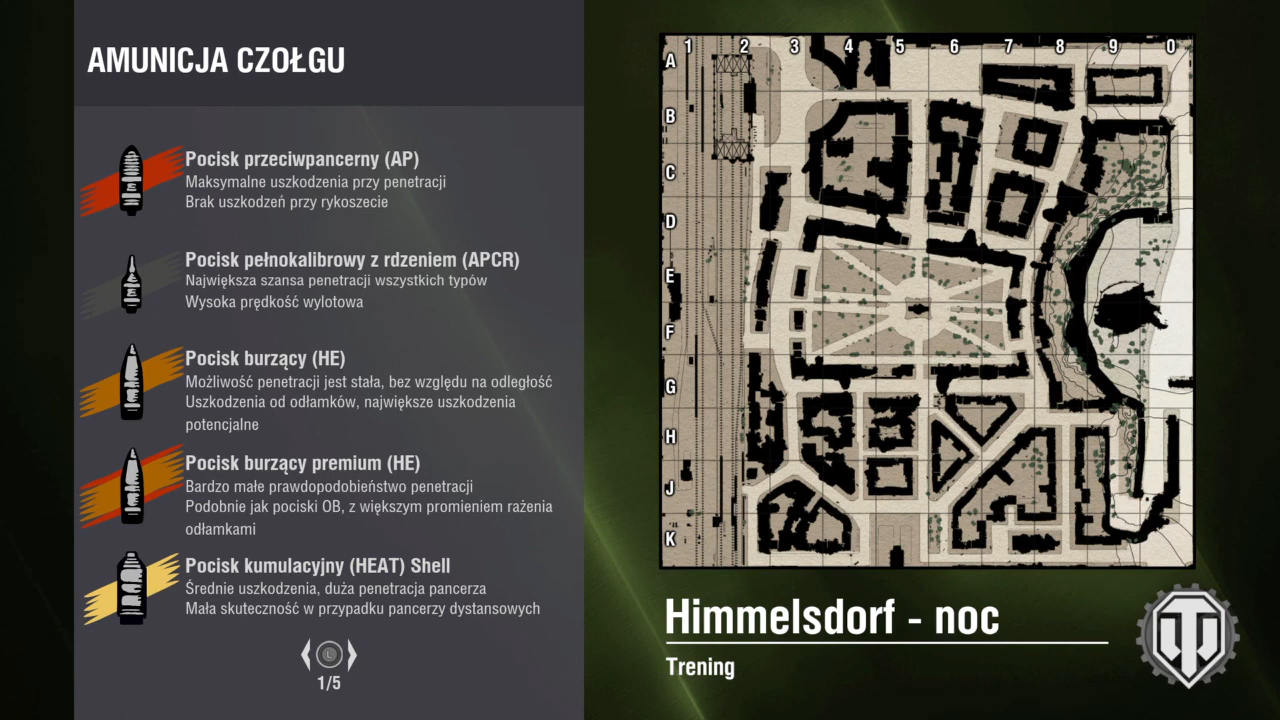 AMUNICJA CZOŁGU
Pocisk przeciwpancerny (AP)
Maksymalne uszkodzenia przy penetracji
Brak uszkodzeń przy rykoszecie
Pocisk pełnokalibrowy z rdzeniem (APCR)
Największa szansa penetracji wszystkich typów
Wysoka prędkość wylotowa
Pocisk burzący (HE)
Możliwość penetracji jest stała, bez względu na odległość
Uszkodzenia od odłamków, największe uszkodzenia
potencjalne
Pocisk burzący premium (HE)
Bardzo małe prawdopodobieństwo penetracji
Podobnie jak pociski OB, z większym promieniem rażenia
odłamkami
Pocisk kumulacyjny (HEAT) Shell
Średnie uszkodzenia, duża penetracja pancerza
Mała skuteczność w przypadku pancerzy dystansowych
L
1/5
1 2 3 4 5 6 7 8 9 0
A
B
C
D
E
F
G
H
J
K
Himmelsdorf - noc
Trening